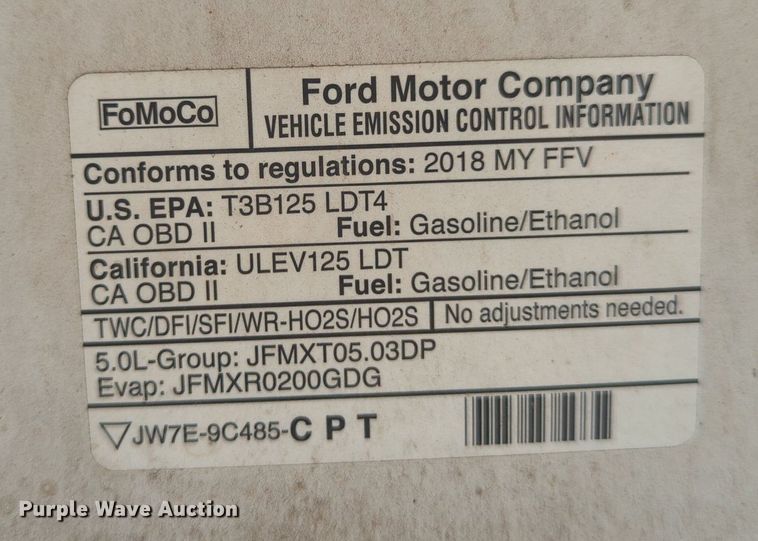 FoMoCo
Ford Motor Company
VEHICLE EMISSION CONTROL INFORMATION
Conforms to regulations: 2018 MY FFV
U.S. EPA: T3B125 LDT4
CA OBD II Fuel: Gasoline/Ethanol
California: ULEV125 LDT
CA OBD II Fuel: Gasoline/Ethanol
TWC/DFI/SFI/WR-HO2S/HO2S No adjustments needed.
5.0L-Group: JFMXT05.03DP
Evap: JFMXR0200GDG
JW7E-9C485-C P T
Purple Wave Auction